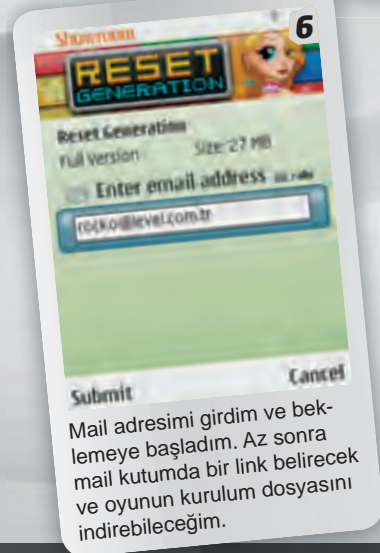 6
Showroom
RESET
GENERATION
Reset Generation
Full Version Size: 27 MB
Enter email address
rocko@level.com.tr
Submit Cancel
Mail adresimi girdim ve bek-
lemeye başladım. Az sonra
mail kutumda bir link belirecek
ve oyunun kurulum dosyasını
indirebileceğim.